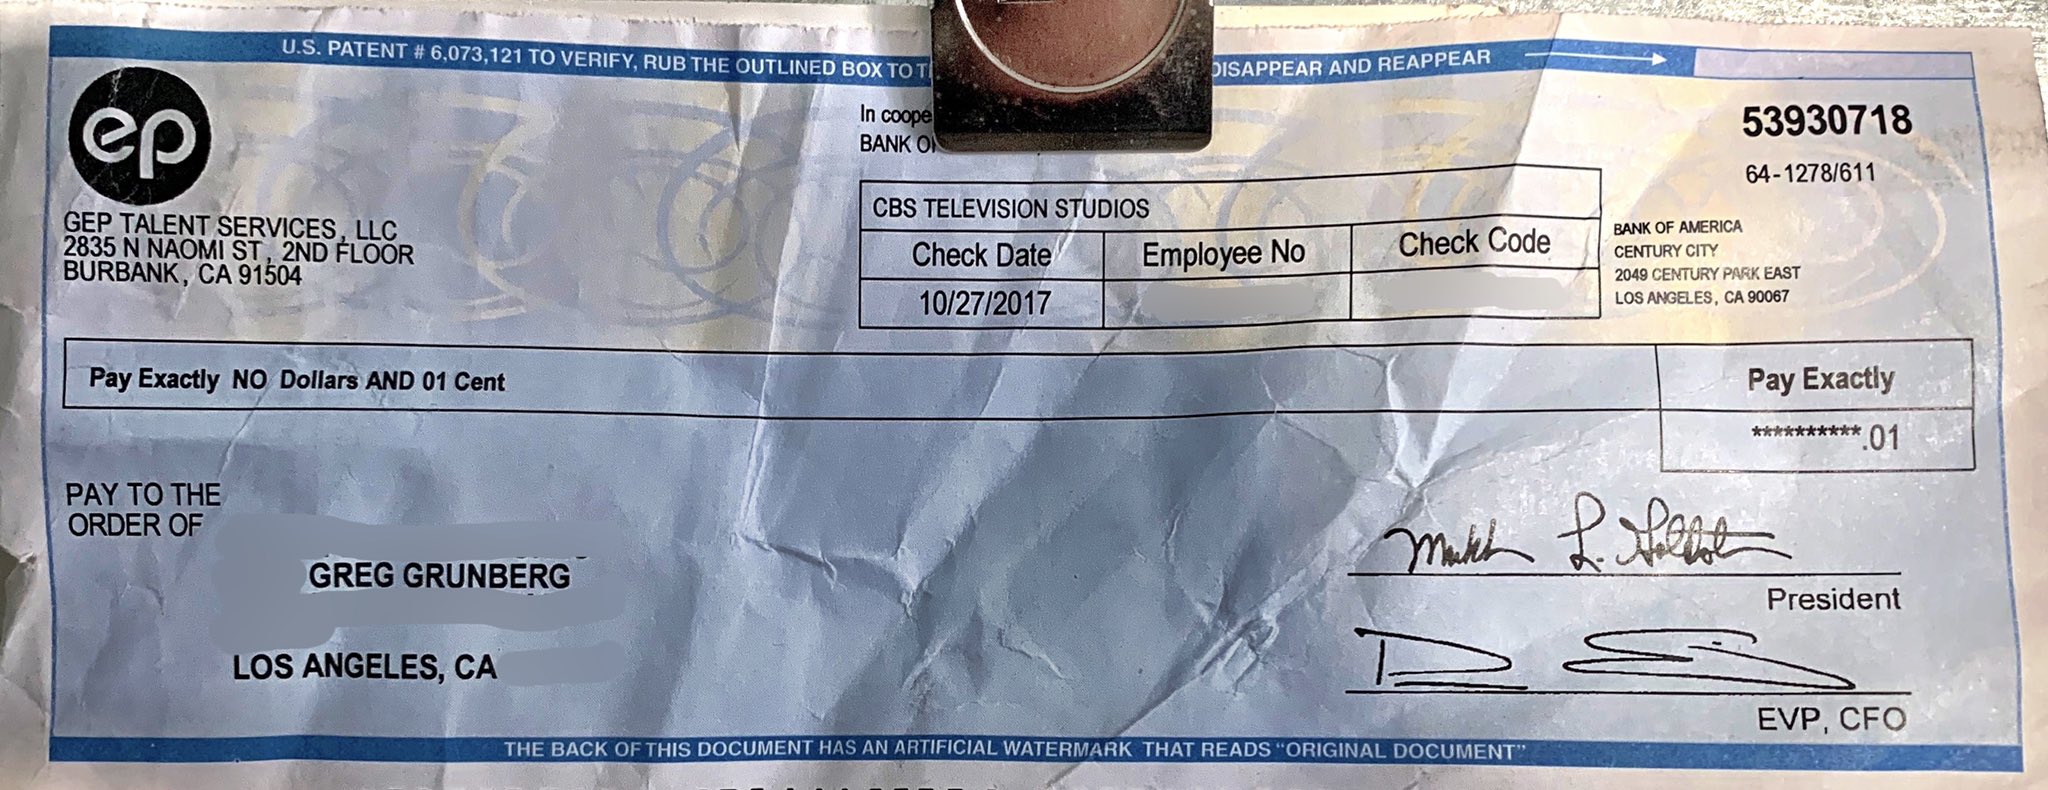 U.S. PATENT # 6,073,121 TO VERIFY, RUB THE OUTLINED BOX TO DISAPPEAR AND REAPPEAR
ep
GEP TALENT SERVICES, LLC
2835 N NAOMI ST, 2ND FLOOR
BURBANK, CA 91504
In
BANK
53930718
64-1278/611
CBS TELEVISION STUDIOS
Check Date Employee No Check Code
10/27/2017
BANK OF AMERICA
CENTURY CITY
2049 CENTURY PARK EAST
LOS ANGELES, CA 90067
Pay Exactly NO Dollars AND 01 Cent
Pay Exactly
**********.01
PAY TO THE
ORDER OF
GREG GRUNBERG
LOS ANGELES, CA
President
EVP, CFO
THE BACK OF THIS DOCUMENT HAS AN ARTIFICIAL WATERMARK THAT READS "ORIGINAL DOCUMENT"